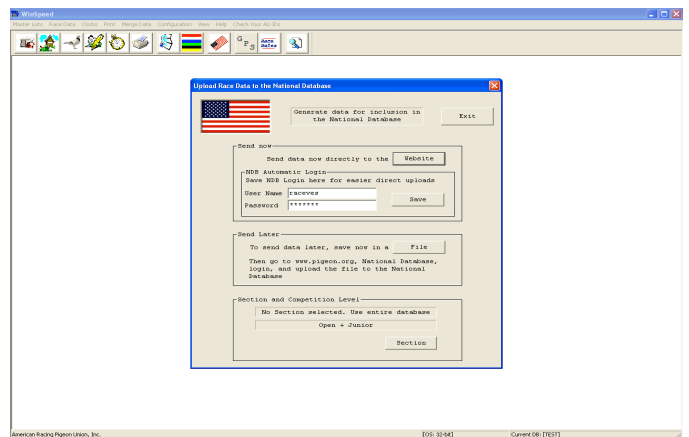 WinSpeed
Master Lists Race Data Clocks Print Merge Data Configuration View Help Check Your AU IDs
GPS Race Sales
Upload Race Data to the National Database
Generate data for inclusion in
the National Database
Exit
Send now
Send data now directly to the Website
NDB Automatic Login
Save NDB Login here for easier direct uploads
User Name raceves
Password *******
Save
Send Later
To send data later, save now in a File
Then go to www.pigeon.org, National Database,
login, and upload the file to the National
Database
Section and Competition Level
No Section selected. Use entire database
Open + Junior
Section
American Racing Pigeon Union, Inc. [OS: 32-bit] Current DB: [TEST]